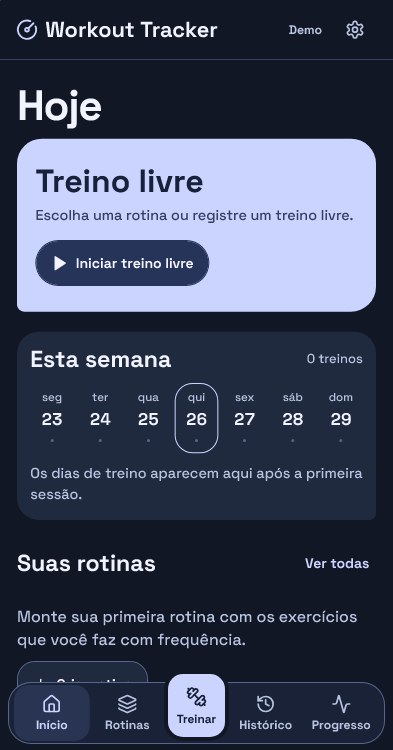 Workout Tracker
Demo
Hoje
Treino livre
Escolha uma rotina ou registre um treino livre.
Iniciar treino livre
Esta semana
0 treinos
seg ter qua qui sex sáb dom
23 24 25 26 27 28 29
Os dias de treino aparecem aqui após a primeira
sessão.
Suas rotinas
Ver todas
Monte sua primeira rotina com os exercícios
que você faz com frequência.
Início Rotinas Treinar Histórico Progresso